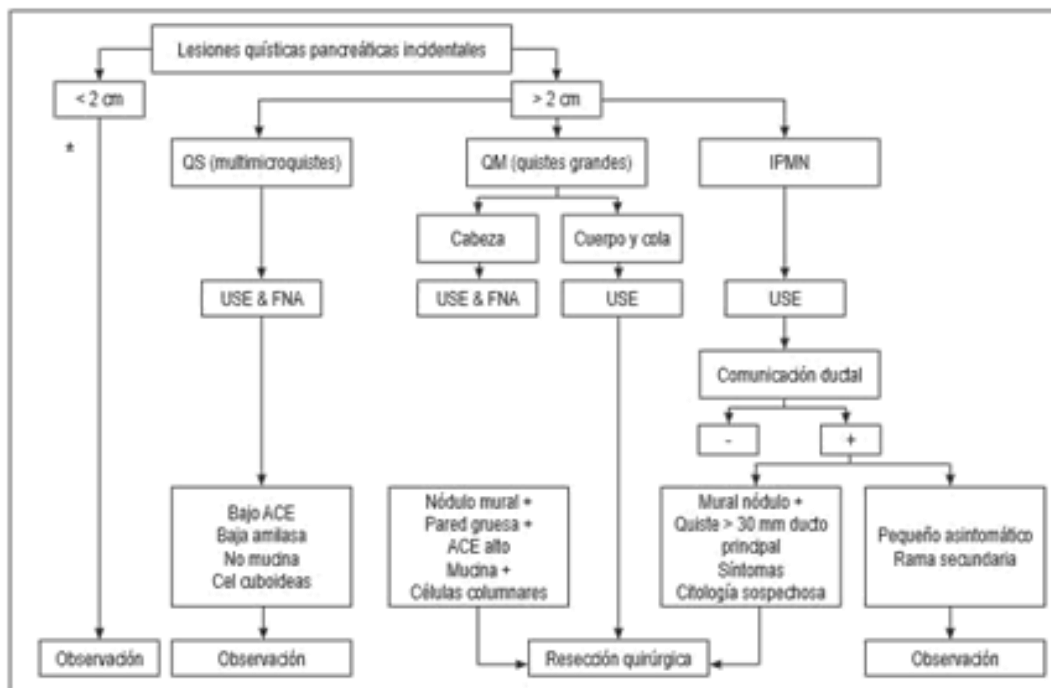 Lesiones quísticas pancreáticas incidentales
< 2 cm
> 2 cm
*
QS (multimicroquistes)
QM (quistes grandes)
IPMN
Cabeza
Cuerpo y cola
USE & FNA
USE & FNA
USE
USE
Comunicación ductal
-
+
Bajo ACE
Baja amilasa
No mucina
Cel cuboideas
Nódulo mural +
Pared gruesa +
ACE alto
Mucina +
Células columnares
Mural nódulo +
Quiste > 30 mm ducto
principal
Síntomas
Citología sospechosa
Pequeño asintomático
Rama secundaria
Observación
Observación
Resección quirúrgica
Observación